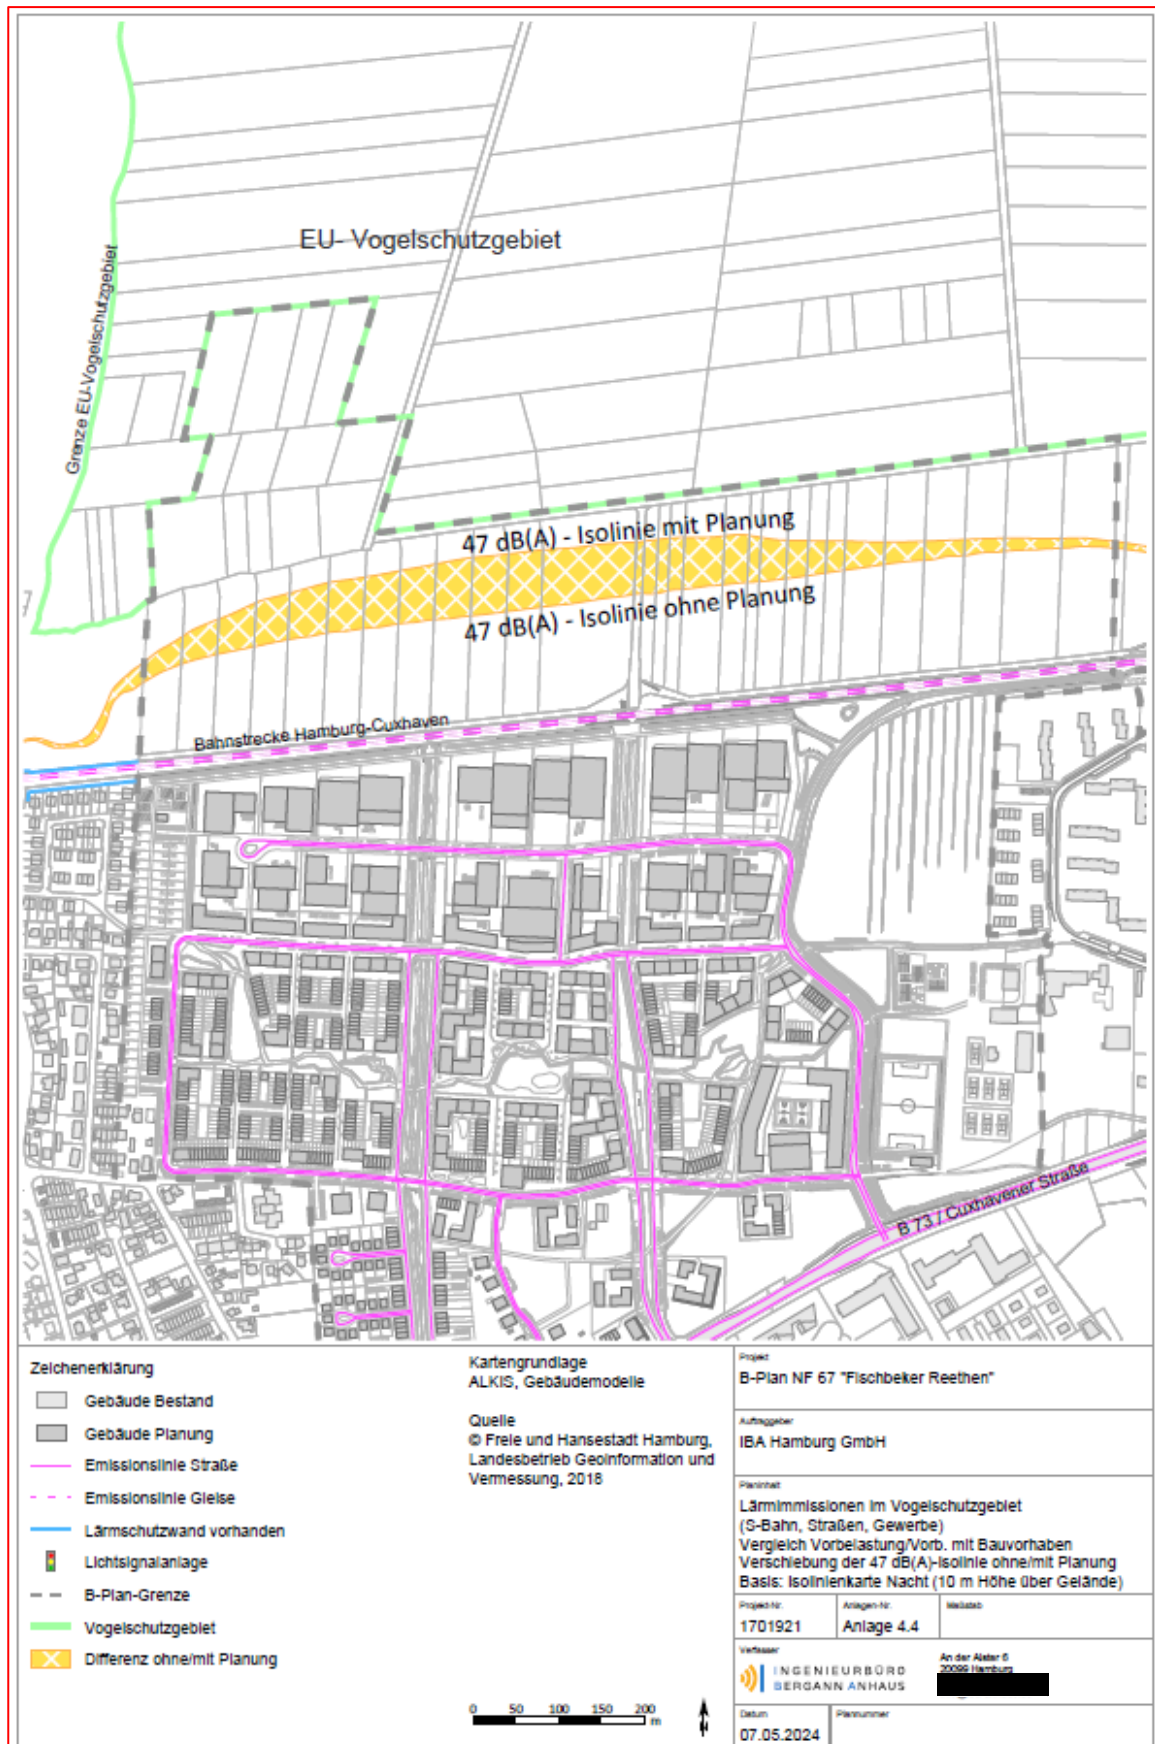 EU- Vogelschutzgebiet
Grenze EU-Vogelschutzgebiet
47 dB(A) - Isolinie mit Planung
47 dB(A) - Isolinie ohne Planung
Bahnstrecke Hamburg-Cuxhaven
B 73 / Cuxhavener Straße
Zeichenerklärung
Gebäude Bestand
Gebäude Planung
Emissionslinie Straße
Emissionslinie Gleise
Lärmschutzwand vorhanden
Lichtsignalanlage
B-Plan-Grenze
Vogelschutzgebiet
Differenz ohne/mit Planung
Kartengrundlage
ALKIS, Gebäudemodelle
Quelle
© Freie und Hansestadt Hamburg,
Landesbetrieb Geoinformation und
Vermessung, 2018
0 50 100 150 200
m
N
Projekt
B-Plan NF 67 "Fischbeker Reethen"
Auftraggeber
IBA Hamburg GmbH
Planinhalt
Lärmimmissionen im Vogelschutzgebiet
(S-Bahn, Straßen, Gewerbe)
Vergleich Vorbelastung/Vorb. mit Bauvorhaben
Verschiebung der 47 dB(A)-Isolinie ohne/mit Planung
Basis: Isolinienkarte Nacht (10 m Höhe über Gelände)
Projekt-Nr.
1701921
Anlagen-Nr.
Anlage 4.4
Maßstab
Verfasser
INGENIEURBÜRO
BERGANN ANHAUS
An der Alster 6
20099 Hamburg
Datum
07.05.2024
Plannummer